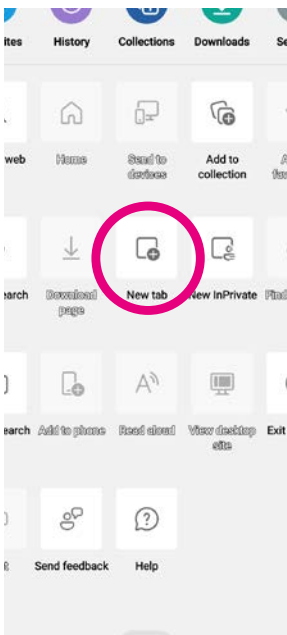 ites History Collections Downloads Se
web Home Send to devices Add to collection
earch Download page New tab New InPrivate Find
earch Add to phone Read aloud View desktop site Exit
Send feedback Help